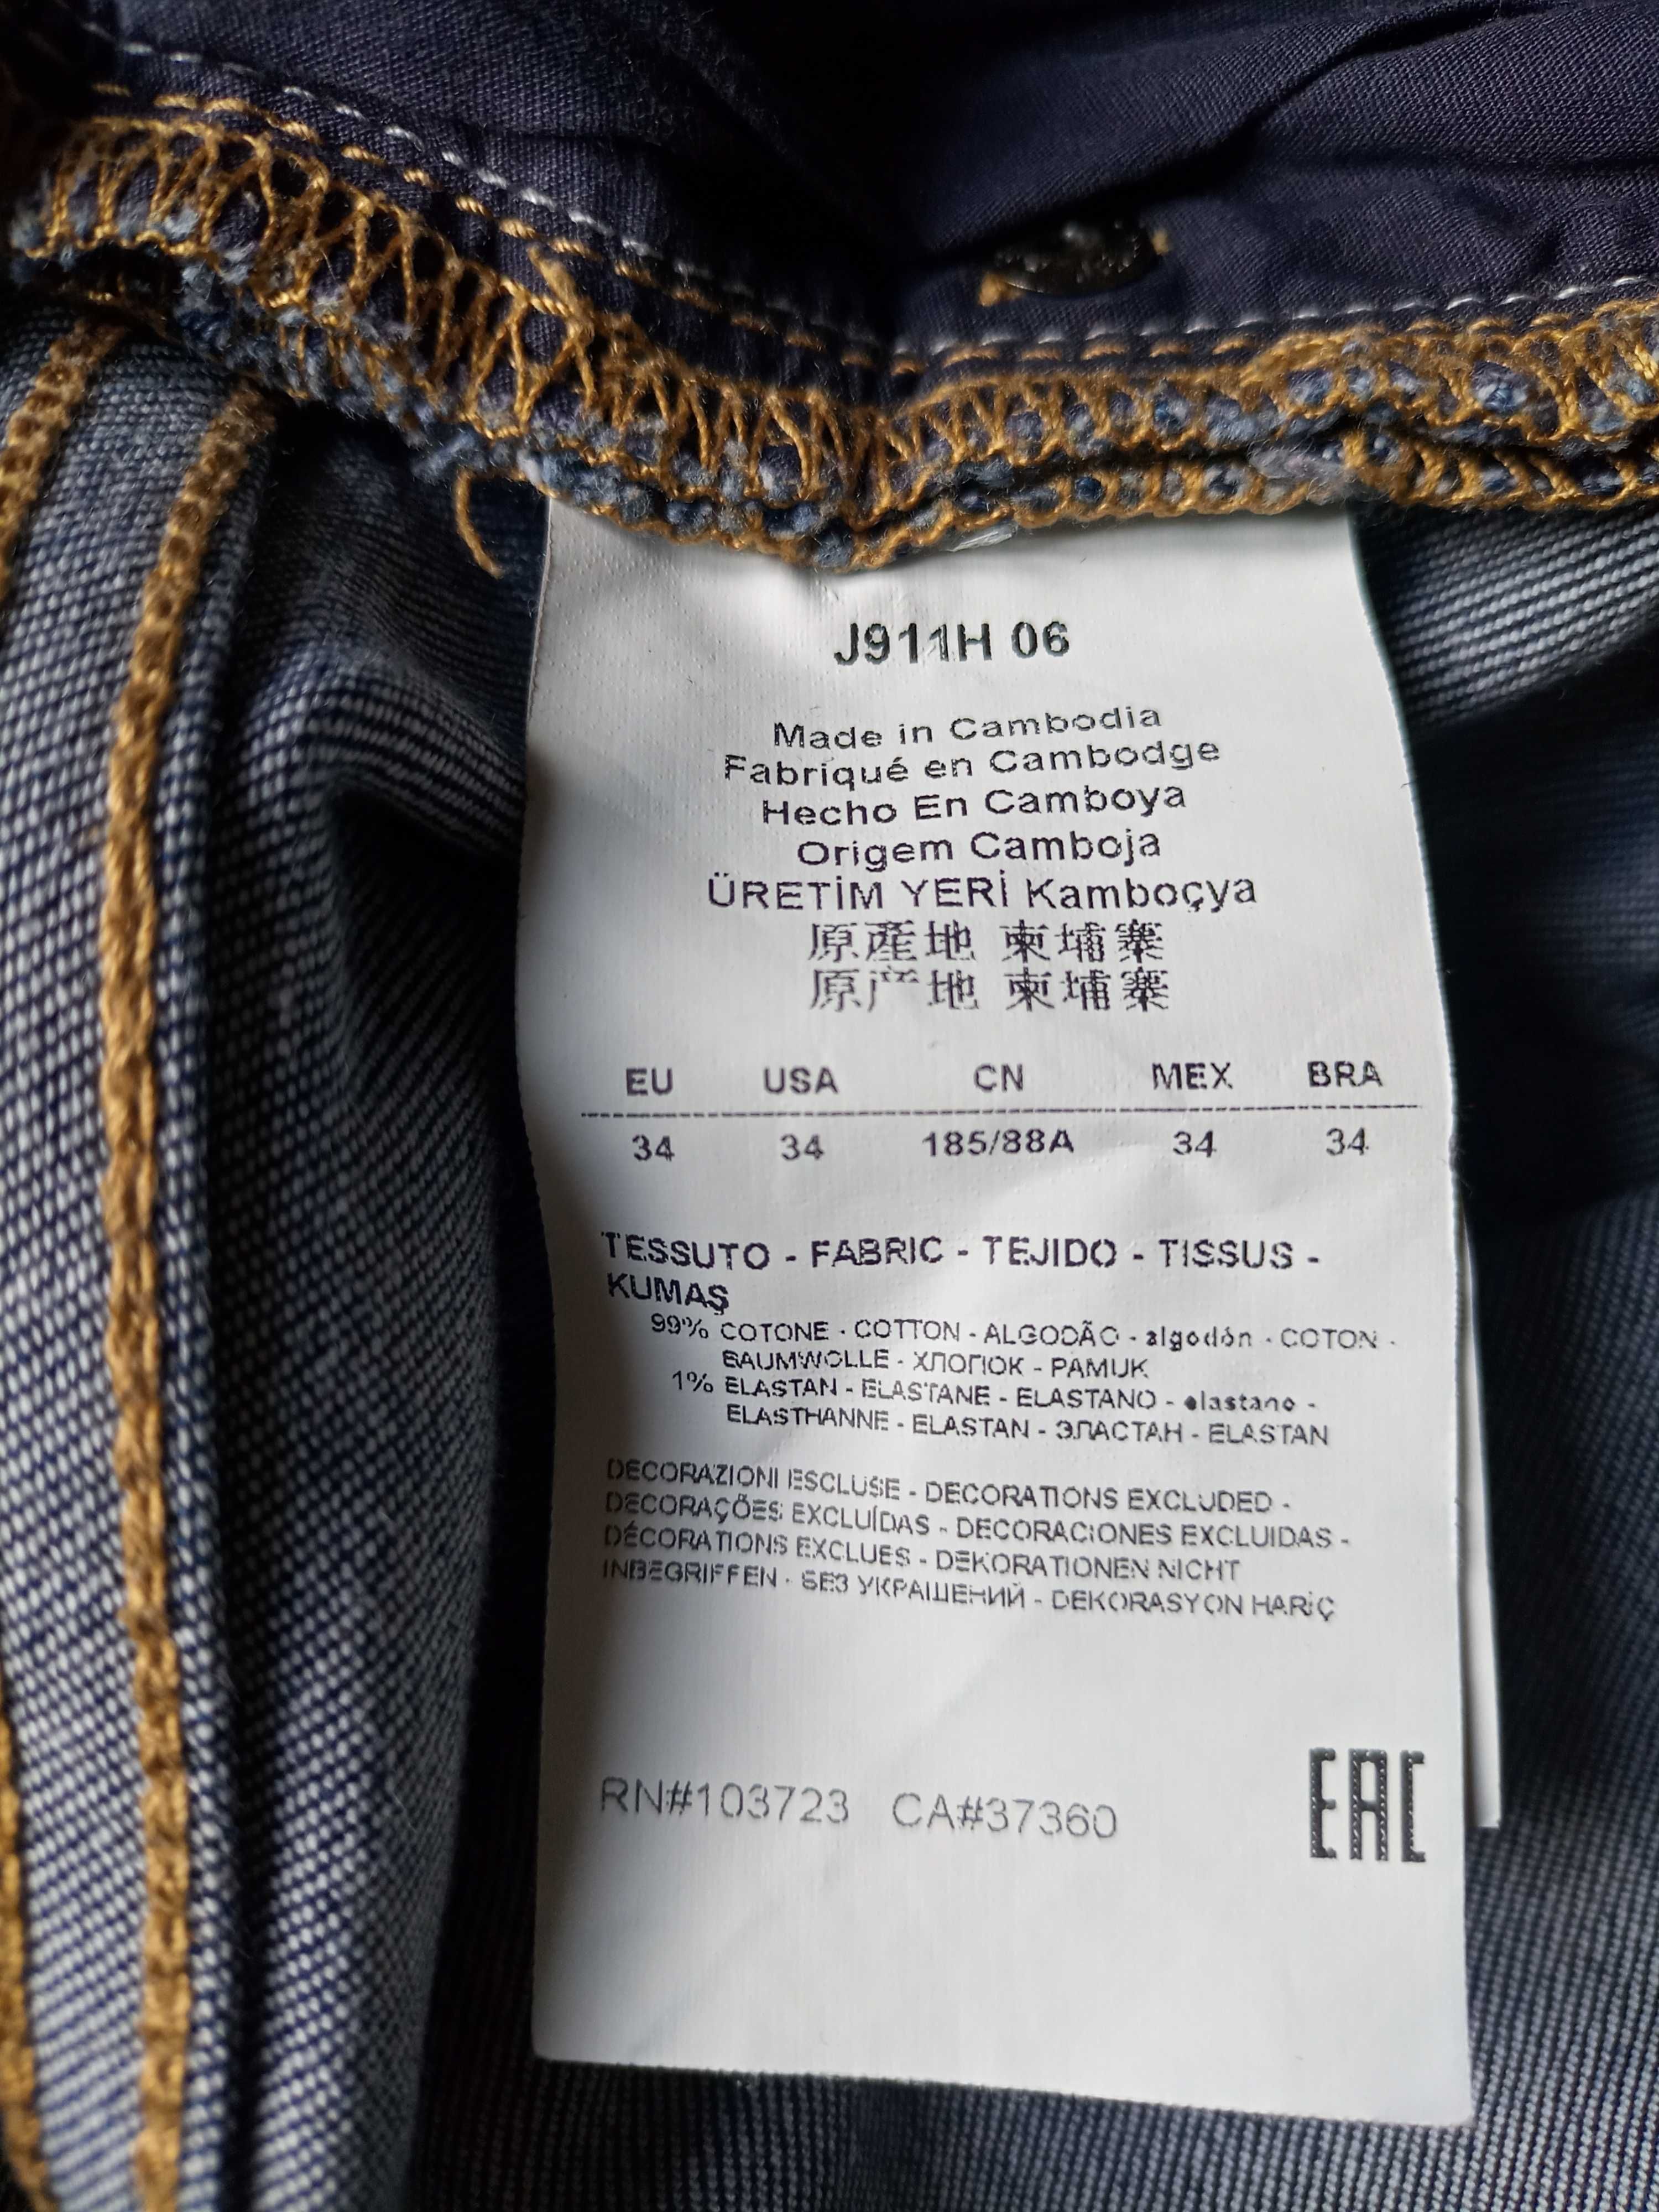 J911H 06
Made in Cambodia
Fabriqué en Cambodge
Hecho En Camboya
Origem Camboja
ÜRETİM YERİ Kamboçya
原產地 柬埔寨
原产地 柬埔寨
EU USA CN MEX BRA
34 34 185/88A 34 34
TESSUTO - FABRIC - TEJIDO - TISSUS -
KUMAŞ
99% COTONE - COTTON - ALGODÃO - algodón - COTON -
BAUMWOLLE - ХЛОПОК - PAMUK
1% ELASTAN - ELASTANE - ELASTANO - elastano -
ELASTHANNE - ELASTAN - ЭЛАСТАН - ELASTAN
DECORAZIONI ESCLUSE - DECORATIONS EXCLUDED -
DECORAÇÕES EXCLUÍDAS - DECORACIONES EXCLUIDAS -
DÉCORATIONS EXCLUES - DEKORATIONEN NICHT
INBEGRIFFEN - БЕЗ УКРАШЕНИЙ - DEKORASYON HARİÇ
RN#103723 CA#37360
EAC